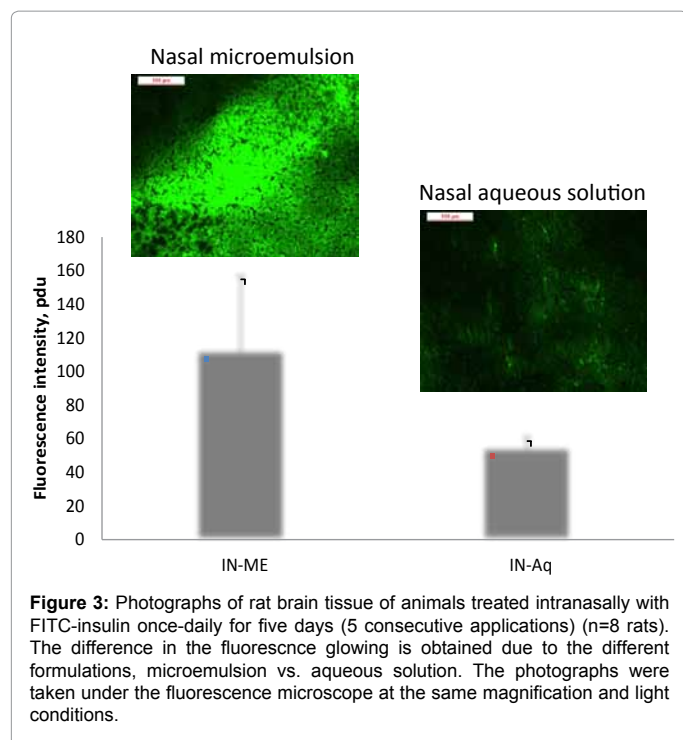 Nasal microemulsion
Nasal aqueous solution
180
160
140
120
100
80
60
40
20
0
Fluorescence intensity, pdu
IN-ME
IN-Aq
Figure 3: Photographs of rat brain tissue of animals treated intranasally with
FITC-insulin once-daily for five days (5 consecutive applications) (n=8 rats).
The difference in the fluorescnce glowing is obtained due to the different
formulations, microemulsion vs. aqueous solution. The photographs were
taken under the fluorescence microscope at the same magnification and light
conditions.